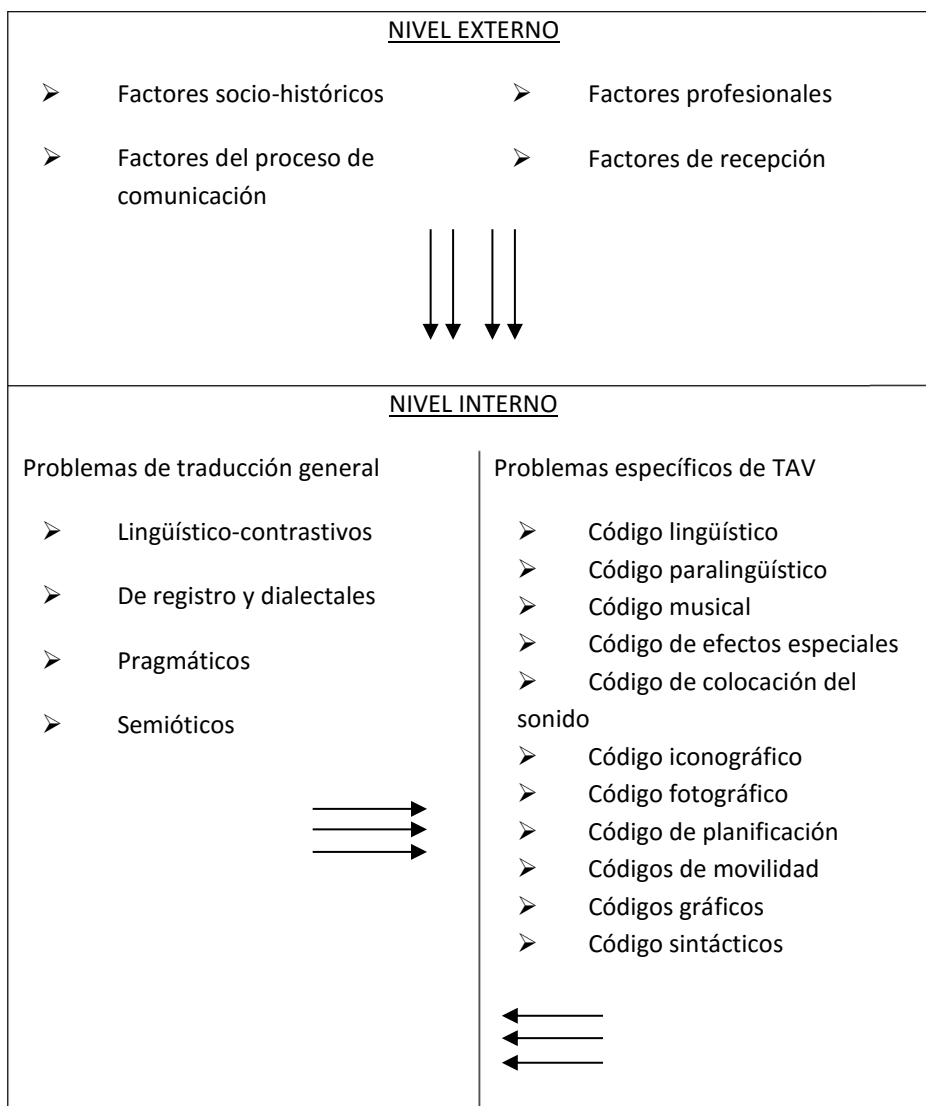 NIVEL EXTERNO
➢ Factores socio-históricos
➢ Factores del proceso de
comunicación
➢ Factores profesionales
➢ Factores de recepción
NIVEL INTERNO
Problemas de traducción general
➢ Lingüístico-contrastivos
➢ De registro y dialectales
➢ Pragmáticos
➢ Semióticos
Problemas específicos de TAV
➢ Código lingüístico
➢ Código paralingüístico
➢ Código musical
➢ Código de efectos especiales
➢ Código de colocación del
sonido
➢ Código iconográfico
➢ Código fotográfico
➢ Código de planificación
➢ Códigos de movilidad
➢ Códigos gráficos
➢ Código sintácticos